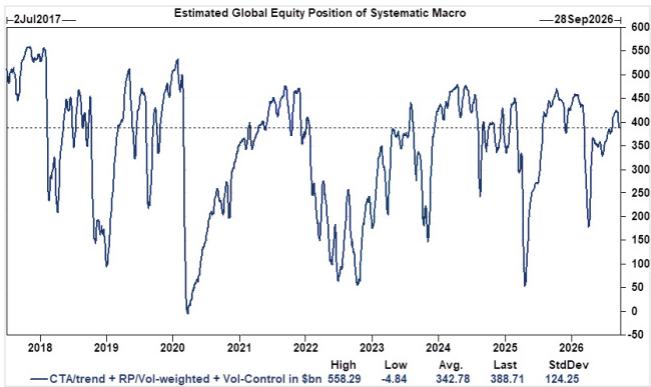 Estimated Global Equity Position of Systematic Macro
2Jul2017
28Sep2026
600
550
500
450
400
350
300
250
200
150
100
50
0
-50
2018 2019 2020 2021 2022 2023 2024 2025 2026
High Low Avg. Last StdDev
CTA/trend + RP/Vol-weighted + Vol-Control in $bn 558.29 -4.84 342.78 388.71 124.25